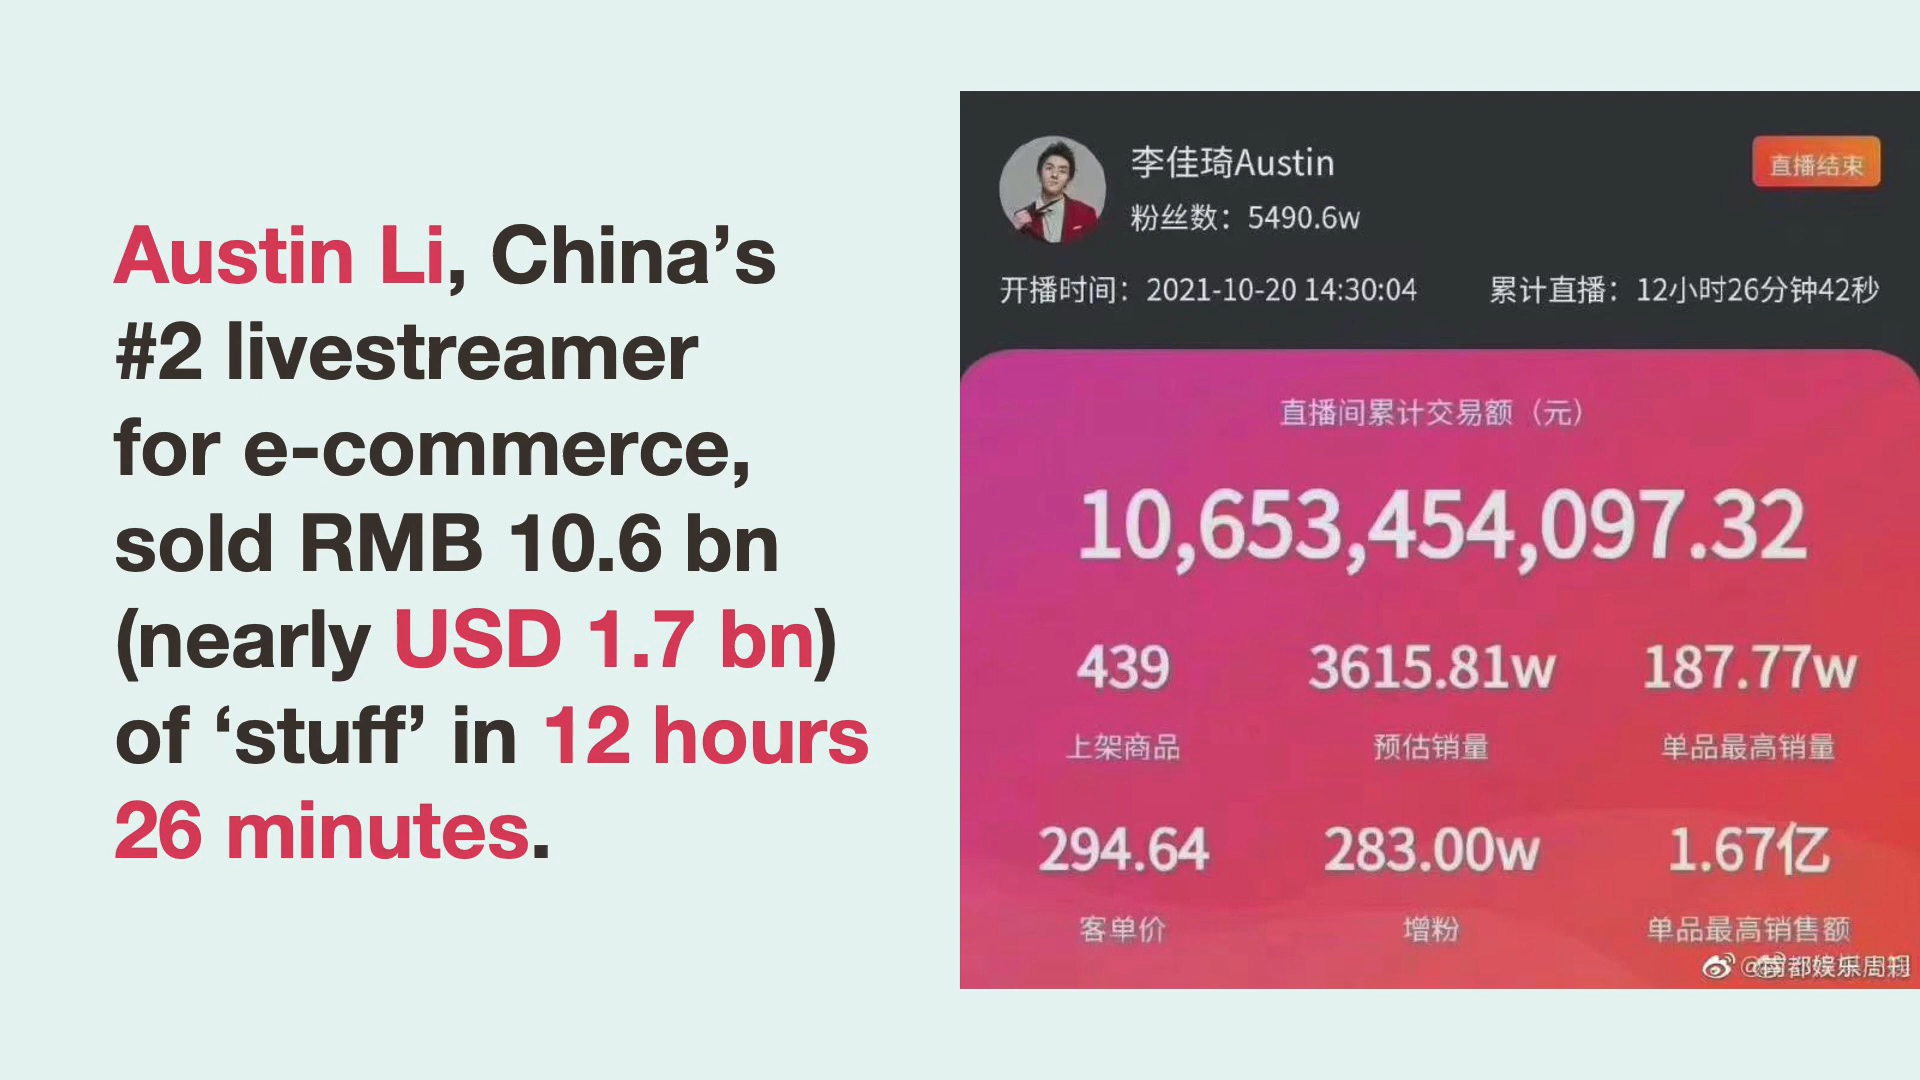 Austin Li, China’s
#2 livestreamer
for e-commerce,
sold RMB 10.6 bn
(nearly USD 1.7 bn)
of ‘stuff’ in 12 hours
26 minutes.
李佳琦Austin
直播结束
粉丝数：5490.6w
开播时间：2021-10-20 14:30:04 累计直播：12小时26分钟42秒
直播间累计交易额（元）
10,653,454,097.32
439 3615.81w 187.77w
上架商品 预估销量 单品最高销量
294.64 283.00w 1.67亿
客单价 增粉 单品最高销售额
@南都娱乐周刊